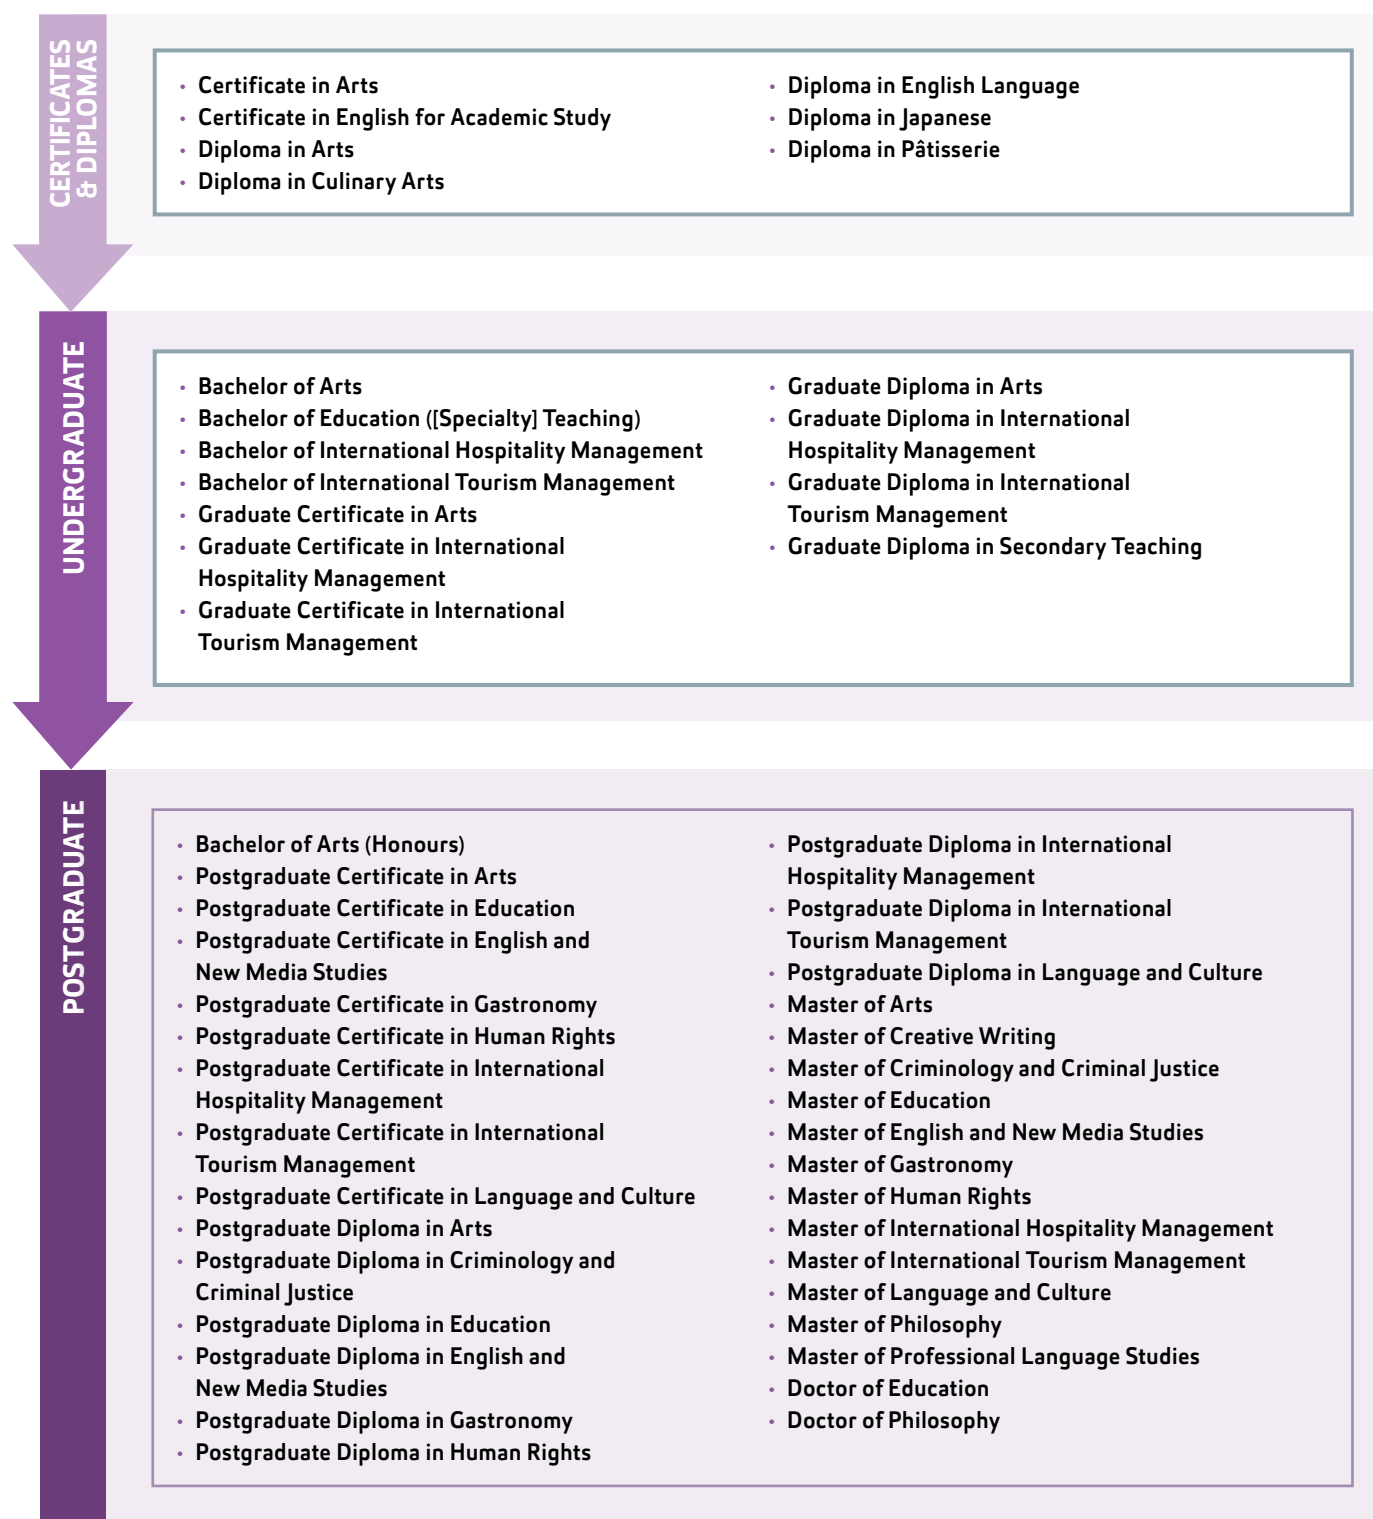 CERTIFICATES
& DIPLOMAS
• Certificate in Arts
• Certificate in English for Academic Study
• Diploma in Arts
• Diploma in Culinary Arts
• Diploma in English Language
• Diploma in Japanese
• Diploma in Pâtisserie
UNDERGRADUATE
• Bachelor of Arts
• Bachelor of Education ([Specialty] Teaching)
• Bachelor of International Hospitality Management
• Bachelor of International Tourism Management
• Graduate Certificate in Arts
• Graduate Certificate in International
Hospitality Management
• Graduate Certificate in International
Tourism Management
• Graduate Diploma in Arts
• Graduate Diploma in International
Hospitality Management
• Graduate Diploma in International
Tourism Management
• Graduate Diploma in Secondary Teaching
POSTGRADUATE
• Bachelor of Arts (Honours)
• Postgraduate Certificate in Arts
• Postgraduate Certificate in Education
• Postgraduate Certificate in English and
New Media Studies
• Postgraduate Certificate in Gastronomy
• Postgraduate Certificate in Human Rights
• Postgraduate Certificate in International
Hospitality Management
• Postgraduate Certificate in International
Tourism Management
• Postgraduate Certificate in Language and Culture
• Postgraduate Diploma in Arts
• Postgraduate Diploma in Criminology and
Criminal Justice
• Postgraduate Diploma in Education
• Postgraduate Diploma in English and
New Media Studies
• Postgraduate Diploma in Gastronomy
• Postgraduate Diploma in Human Rights
• Postgraduate Diploma in International
Hospitality Management
• Postgraduate Diploma in International
Tourism Management
• Postgraduate Diploma in Language and Culture
• Master of Arts
• Master of Creative Writing
• Master of Criminology and Criminal Justice
• Master of Education
• Master of English and New Media Studies
• Master of Gastronomy
• Master of Human Rights
• Master of International Hospitality Management
• Master of International Tourism Management
• Master of Language and Culture
• Master of Philosophy
• Master of Professional Language Studies
• Doctor of Education
• Doctor of Philosophy